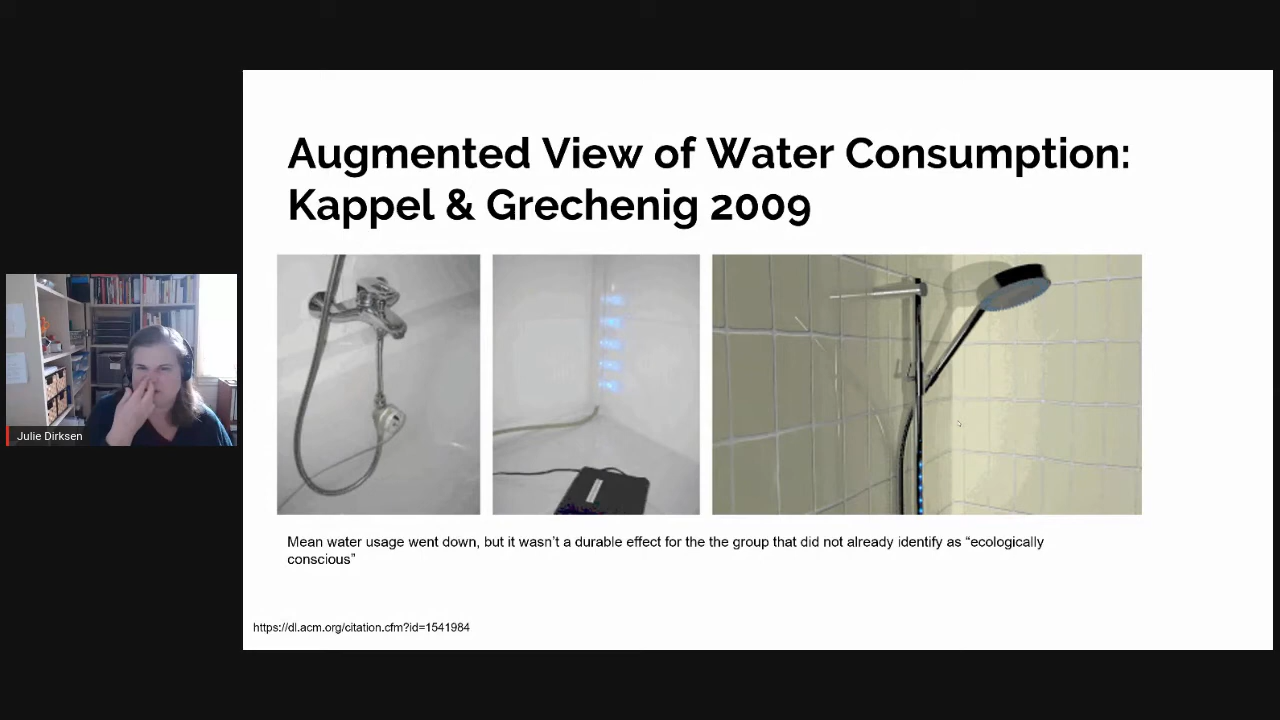 Augmented View of Water Consumption:
Kappel & Grechenig 2009
Julie Dirksen
Mean water usage went down, but it wasn't a durable effect for the the group that did not already identify as “ecologically
conscious”
https://dl.acm.org/citation.cfm?id=1541984